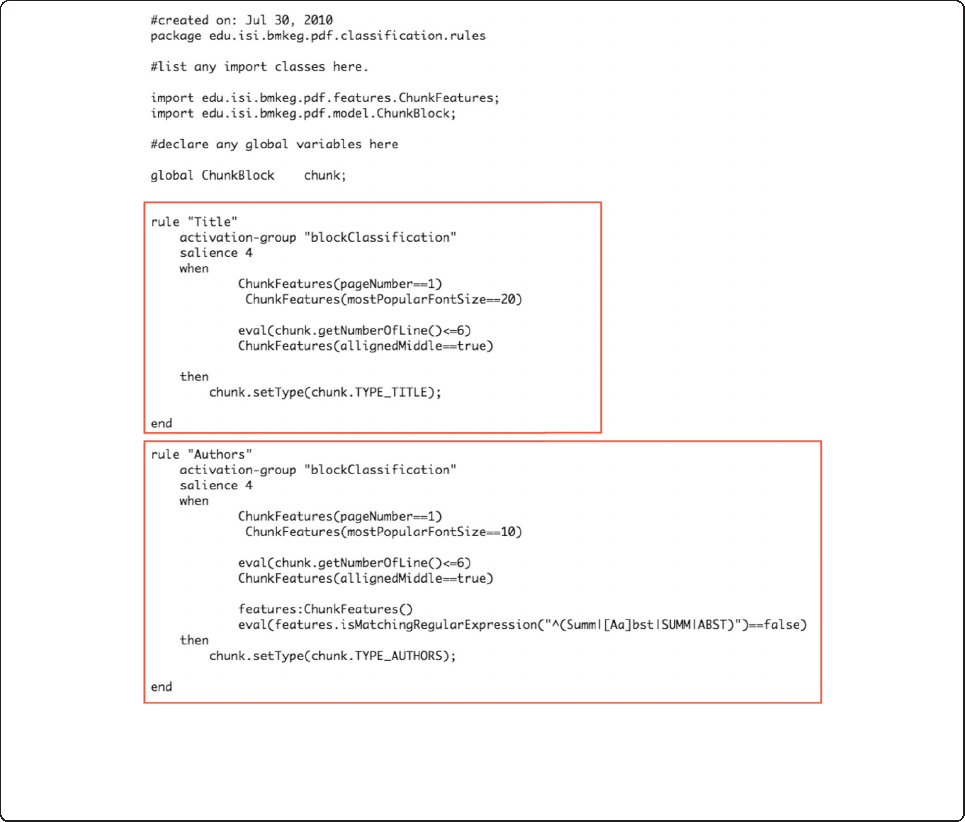 #created on: Jul 30, 2010
package edu.isi.bmkeg.pdf.classification.rules
#list any import classes here.
import edu.isi.bmkeg.pdf.features.ChunkFeatures;
import edu.isi.bmkeg.pdf.model.ChunkBlock;
#declare any global variables here
global ChunkBlock    chunk;
rule "Title"
    activation-group "blockClassification"
    salience 4
    when
            ChunkFeatures(pageNumber==1)
             ChunkFeatures(mostPopularFontSize==20)
            eval(chunk.getNumberOfLine()<=6)
            ChunkFeatures(allignedMiddle==true)
    then
        chunk.setType(chunk.TYPE_TITLE);
end
rule "Authors"
    activation-group "blockClassification"
    salience 4
    when
            ChunkFeatures(pageNumber==1)
             ChunkFeatures(mostPopularFontSize==10)
            eval(chunk.getNumberOfLine()<=6)
            ChunkFeatures(allignedMiddle==true)
            features:ChunkFeatures()
            eval(features.isMatchingRegularExpression("^(Summ|[Aa]bst|SUMM|ABST)")==false)
    then
        chunk.setType(chunk.TYPE_AUTHORS);
end